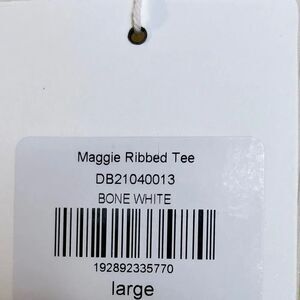 Maggie Ribbed Tee
DB21040013
BONE WHITE
192892335770
large